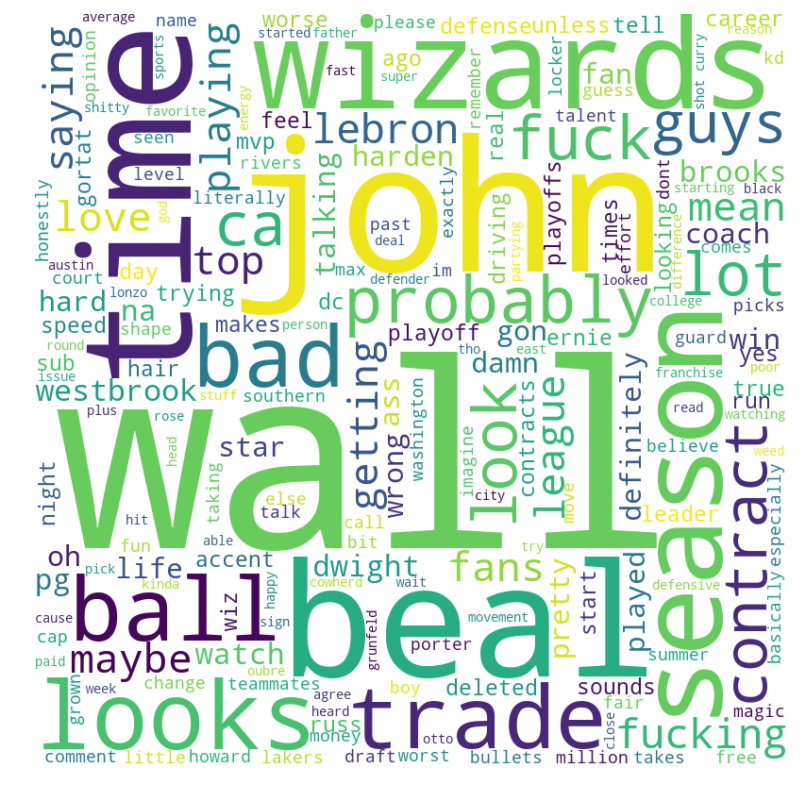 average
name
worse
please
defense
unless
tell
career
reason
opinion
sports
started
father
ago
fan
kd
shitty
fast
super
guess
locker
shot curry
saying
time
playing
wizards
favorite
energy
remember
gortat
seen
mvp
feel
lebron
real
fuck
talent
guys
level
rivers
harden
brooks
honestly
literally
john
dont
starting
black
love
god
ca
talking
past
deal
exactly
driving
playoffs
times
effort
looking
difference
mean
coach
austin
lonzo
day
top
max
defender
im
partying
looked
comes
court
hard
na
trying
dc
probably
college
lot
picks
speed
shape
makes
person
playoff
gon
ernie
guard
win
sub
round
hair
bad
tho
east
damn
season
franchise
yes
issue
westbrook
southern
getting
ass
look
league
contracts
poor
true
plus
stuff
rose
read
watching
run
wall
star
wrong
washington
imagine
definitely
believe
night
head
taking
else
talk
city
move
weed
leader
contract
hit
able
call
bit
try
especially
basically
oh
fun
accent
dwight
fans
pg
pick
life
kinda
happy
cowherd
wait
pretty
start
played
defensive
cause
ball
wiz
sign
beal
grunfeld
movement
porter
cap
maybe
watch
oubre
summer
paid
grown
week
change
teammates
agree
boy
deleted
sounds
fair
magic
looks
heard
russ
money
otto
trade
close
fucking
comment
little
howard
lakers
draft
worst
bullets
million
takes
free